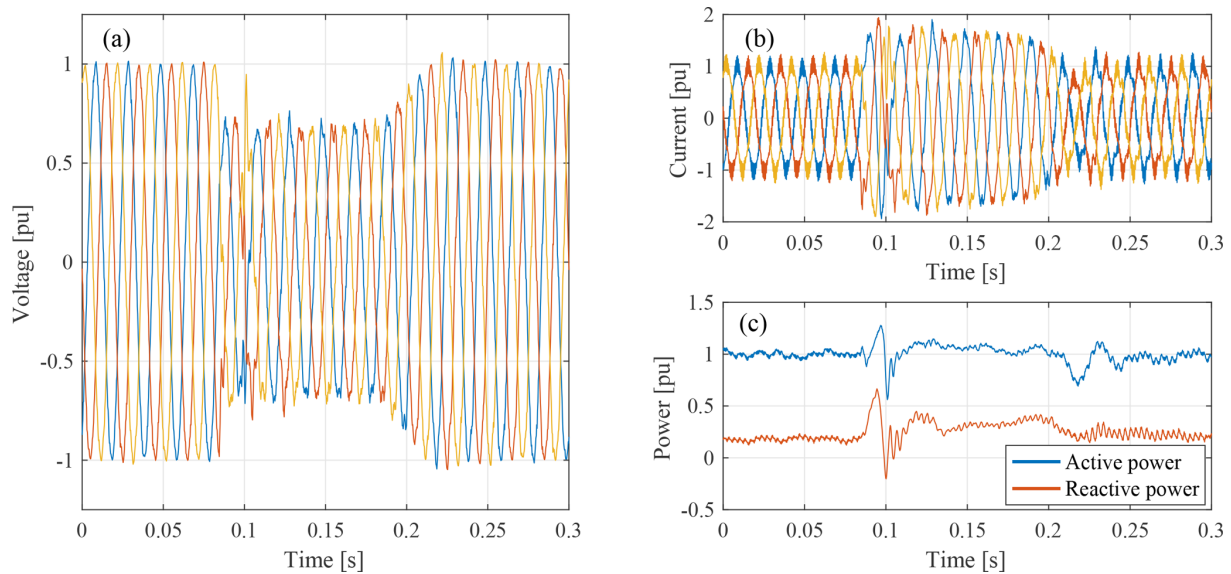 (a)
1
0.5
0
-0.5
-1
0 0.05 0.1 0.15 0.2 0.25 0.3
Time [s]
Voltage [pu]
(b)
2
1
0
-1
-2
0 0.05 0.1 0.15 0.2 0.25 0.3
Time [s]
Current [pu]
(c)
1.5
1
0.5
0
-0.5
0 0.05 0.1 0.15 0.2 0.25 0.3
Time [s]
Power [pu]
Active power
Reactive power